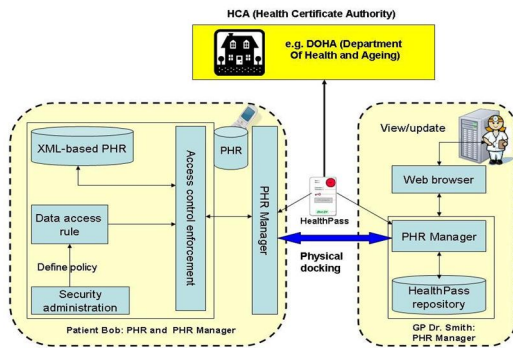 HCA (Health Certificate Authority)
e.g. DOHA (Department
Of Health and Ageing)
XML-based PHR
Data access
rule
Define policy
Security
administration
Access control enforcement
PHR
PHR Manager
Patient Bob: PHR and PHR Manager
HealthPass
Physical
docking
View/update
Web browser
PHR Manager
HealthPass
repository
GP Dr. Smith:
PHR Manager